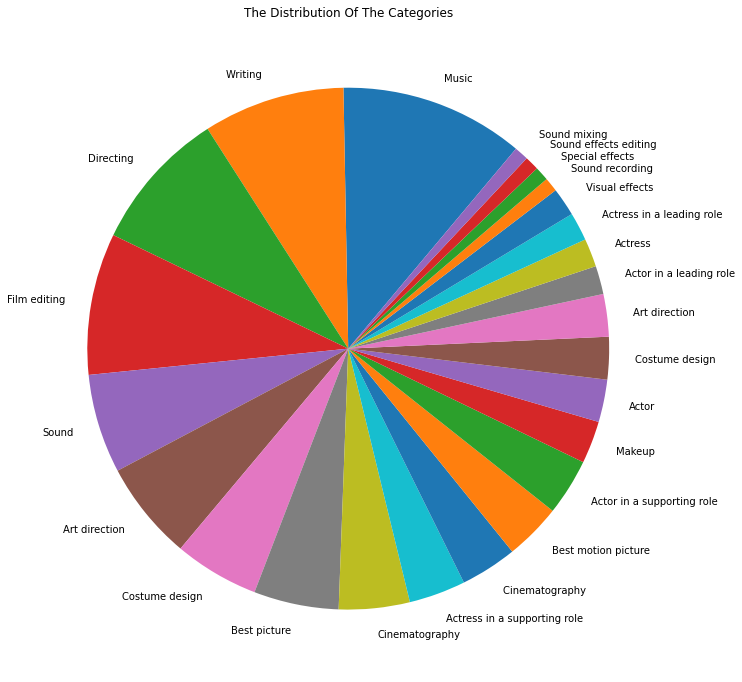 The Distribution Of The Categories
Writing
Music
Directing
Sound mixing
Sound effects editing
Special effects
Sound recording
Visual effects
Actress in a leading role
Actress
Film editing
Actor in a leading role
Art direction
Costume design
Actor
Sound
Makeup
Actor in a supporting role
Art direction
Best motion picture
Cinematography
Costume design
Actress in a supporting role
Best picture
Cinematography